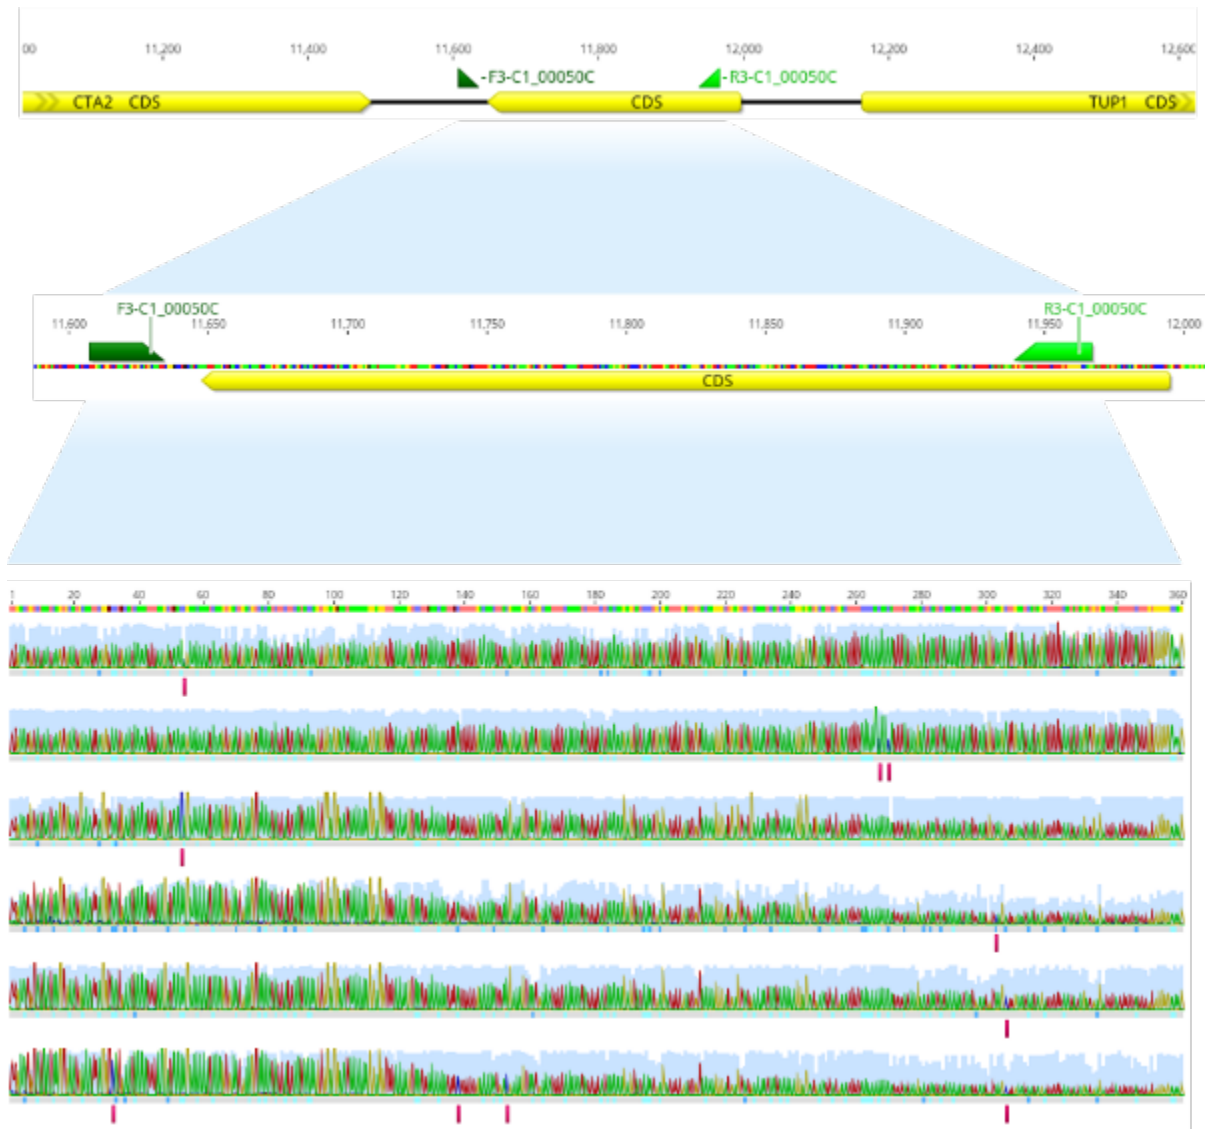 00 11,200 11,400 11,600 11,800 12,000 12,200 12,400 12,600
F3-C1_00050C R3-C1_00050C
CTA2 CDS CDS TUP1 CDS
F3-C1_00050C R3-C1_00050C
11,600 11,650 11,700 11,750 11,800 11,850 11,900 11,950 12,000
CDS
1 20 40 60 80 100 120 140 160 180 200 220 240 260 280 300 320 340 360